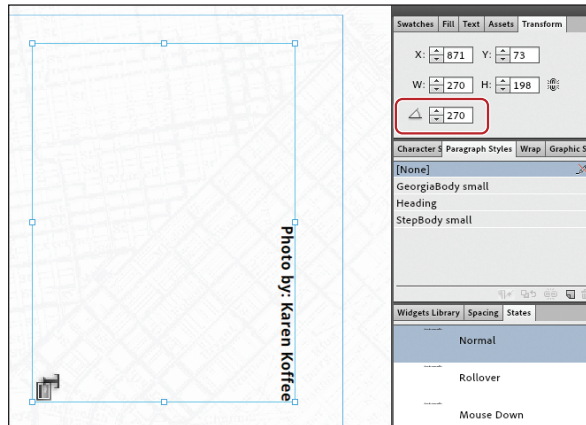 Swatches Fill Text Assets Transform
X: 871 Y: 73
W: 270 H: 198
270
Character S Paragraph Styles Wrap Graphic S
[None]
GeorgiaBody small
Heading
StepBody small
Widgets Library Spacing States
Normal
Rollover
Mouse Down
Photo by: Karen Koffee